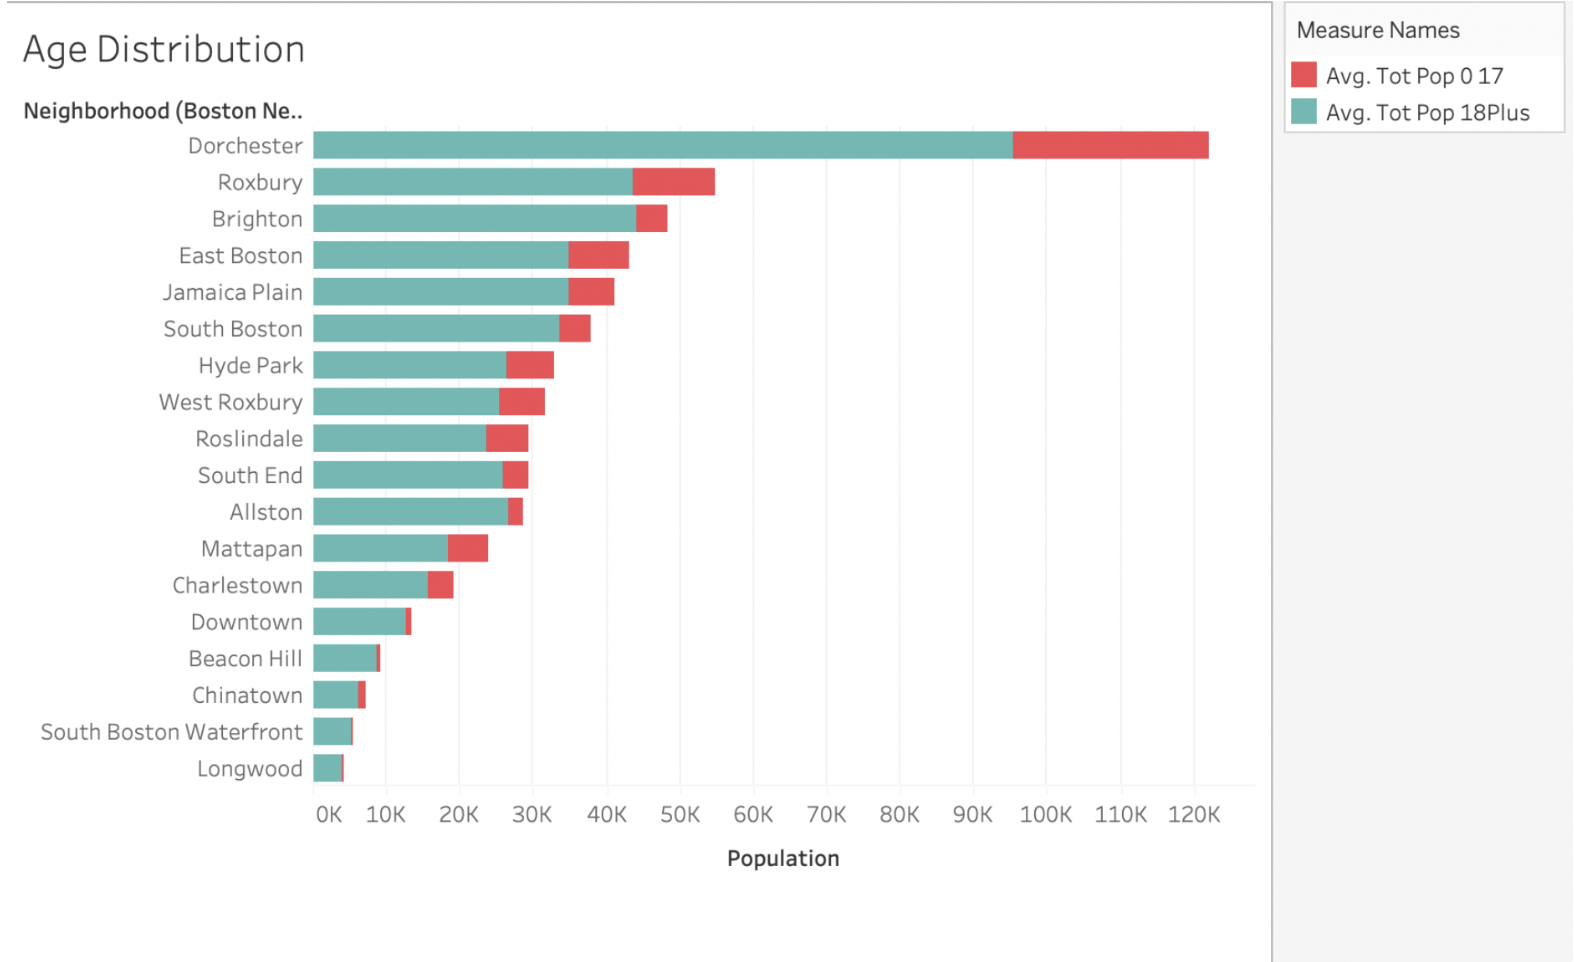 Age Distribution
Neighborhood (Boston Ne..
Dorchester
Roxbury
Brighton
East Boston
Jamaica Plain
South Boston
Hyde Park
West Roxbury
Roslindale
South End
Allston
Mattapan
Charlestown
Downtown
Beacon Hill
Chinatown
South Boston Waterfront
Longwood
0K 10K 20K 30K 40K 50K 60K 70K 80K 90K 100K 110K 120K
Population
Measure Names
Avg. Tot Pop 0 17
Avg. Tot Pop 18Plus